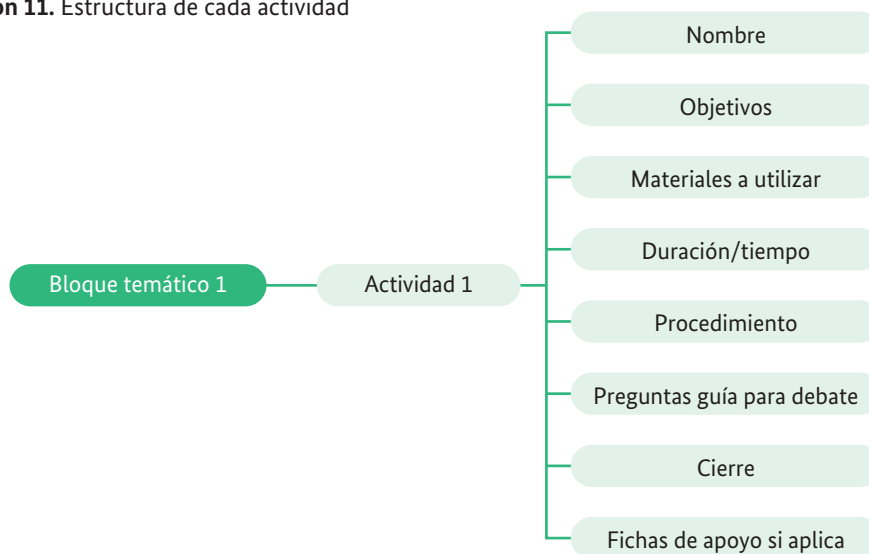 ón 11. Estructura de cada actividad
Nombre
Objetivos
Materiales a utilizar
Duración/tiempo
Bloque temático 1
Actividad 1
Procedimiento
Preguntas guía para debate
Cierre
Fichas de apoyo si aplica